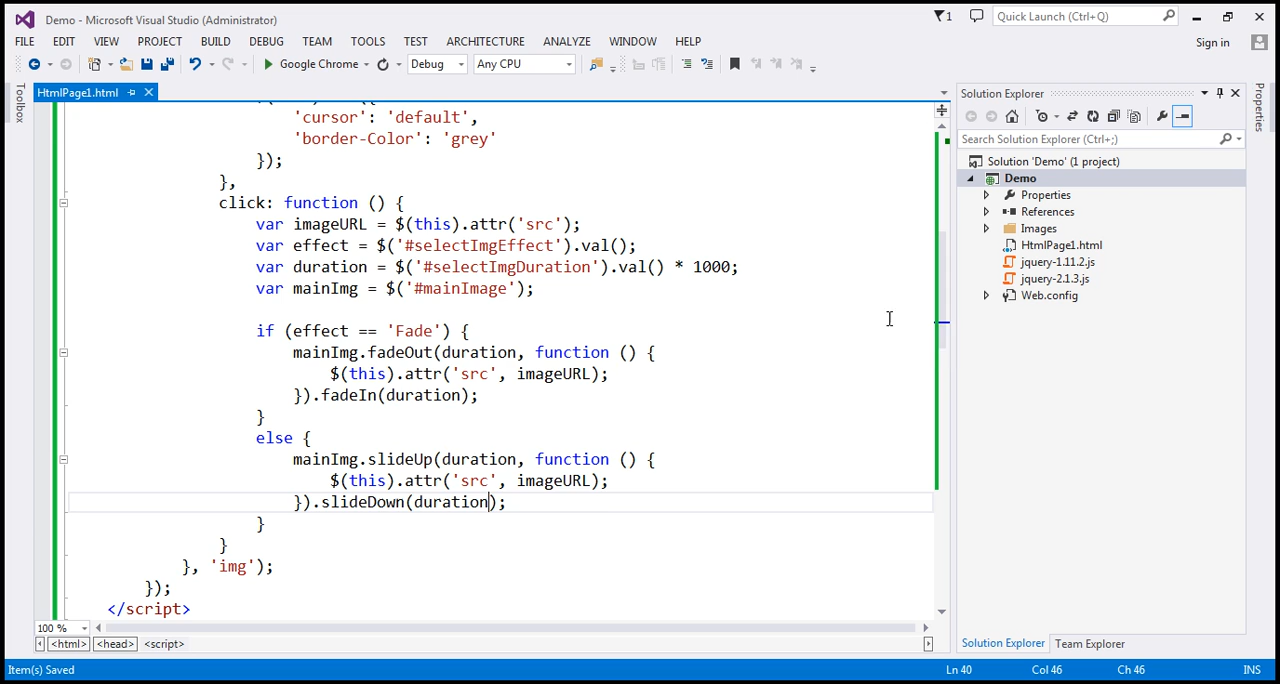 Demo - Microsoft Visual Studio (Administrator)
1
Quick Launch (Ctrl+Q)
FILE EDIT VIEW PROJECT BUILD DEBUG TEAM TOOLS TEST ARCHITECTURE ANALYZE WINDOW HELP
Sign in
Google Chrome Debug Any CPU
Toolbox
HtmlPage1.html
'cursor': 'default',
'border-Color': 'grey'
});
},
click: function () {
var imageURL = $(this).attr('src');
var effect = $('#selectImgEffect').val();
var duration = $('#selectImgDuration').val() * 1000;
var mainImg = $('#mainImage');
if (effect == 'Fade') {
mainImg.fadeOut(duration, function () {
$(this).attr('src', imageURL);
}).fadeIn(duration);
}
else {
mainImg.slideUp(duration, function () {
$(this).attr('src', imageURL);
}).slideDown(duration);
}
}
}, 'img');
});
</script>
100 %
<html> <head> <script>
Solution Explorer
Search Solution Explorer (Ctrl+;)
Solution 'Demo' (1 project)
Demo
Properties
References
Images
HtmlPage1.html
jquery-1.11.2.js
jquery-2.1.3.js
Web.config
Solution Explorer Team Explorer
Properties
Item(s) Saved Ln 40 Col 46 Ch 46 INS